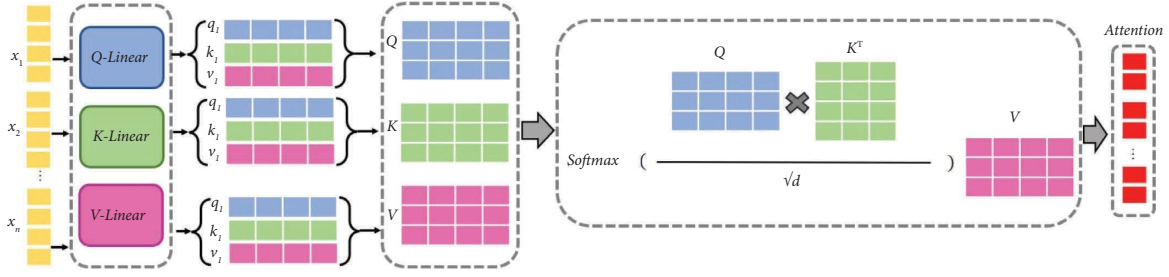 x1
x2
⋮
xn
Q-Linear
K-Linear
V-Linear
q1
k1
v1
q1
k1
v1
q1
k1
v1
Q
K
V
Softmax ( Q K^T / √d ) V
Attention
⋮